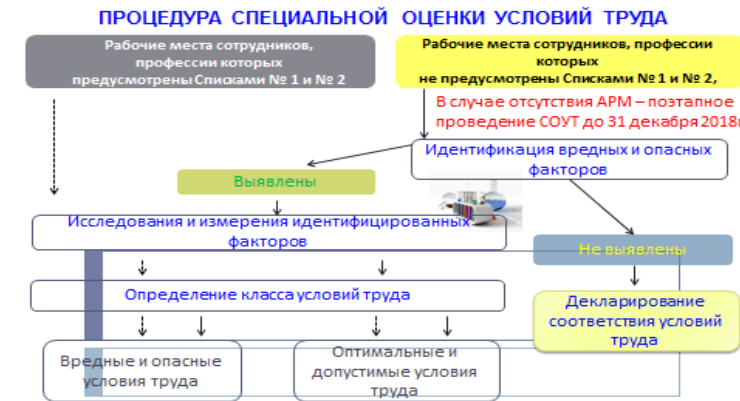 ПРОЦЕДУРА СПЕЦИАЛЬНОЙ ОЦЕНКИ УСЛОВИЙ ТРУДА
Рабочие места сотрудников,
профессии которых
предусмотрены Списками № 1 и № 2
Рабочие места сотрудников, профессии
которых
не предусмотрены Списками № 1 и № 2,
В случае отсутствия АРМ – поэтапное
проведение СОУТ до 31 декабря 2018г
Идентификация вредных и опасных
факторов
Выявлены
Исследования и измерения идентифицированных
факторов
Не выявлены
Определение класса условий труда
Декларирование
соответствия условий
труда
Вредные и опасные
условия труда
Оптимальные и
допустимые условия
труда